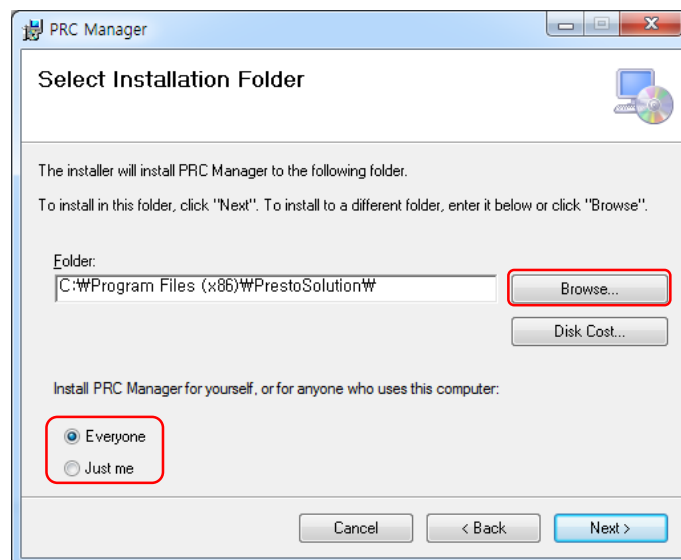 PRC Manager
Select Installation Folder
The installer will install PRC Manager to the following folder.
To install in this folder, click "Next". To install to a different folder, enter it below or click "Browse".
Folder:
C:₩Program Files (x86)₩PrestoSolution₩
Browse...
Disk Cost...
Install PRC Manager for yourself, or for anyone who uses this computer:
Everyone
Just me
Cancel
< Back
Next >